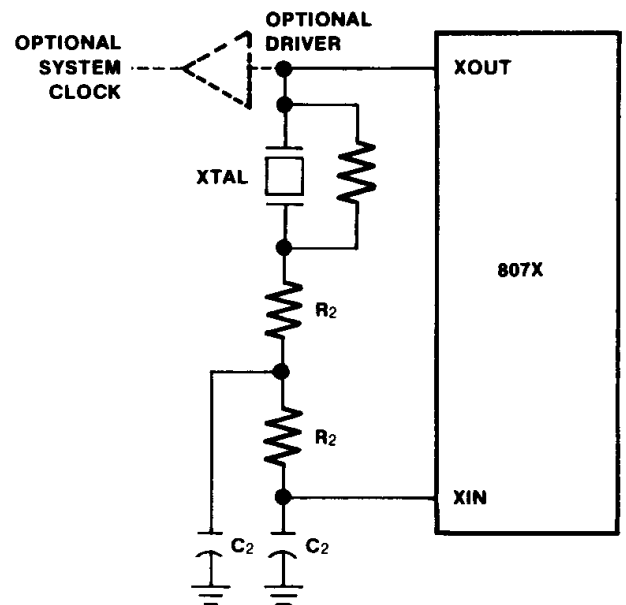 OPTIONAL
DRIVER
OPTIONAL
SYSTEM
CLOCK
XOUT
XTAL
807X
R2
R2
XIN
C2
C2